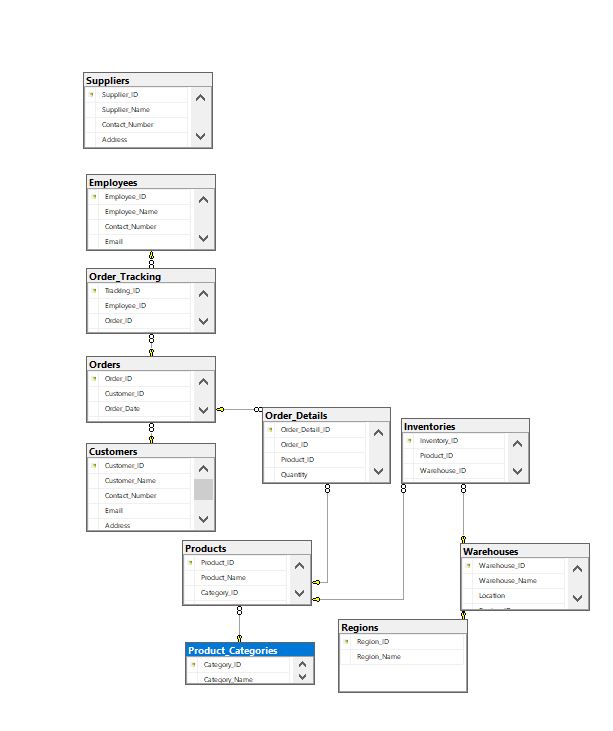 Suppliers
Supplier_ID
Supplier_Name
Contact_Number
Address
Employees
Employee_ID
Employee_Name
Contact_Number
Email
Order_Tracking
Tracking_ID
Employee_ID
Order_ID
Orders
Order_ID
Customer_ID
Order_Date
Customers
Customer_ID
Customer_Name
Contact_Number
Email
Address
Order_Details
Order_Detail_ID
Order_ID
Product_ID
Quantity
Inventories
Inventory_ID
Product_ID
Warehouse_ID
Products
Product_ID
Product_Name
Category_ID
Warehouses
Warehouse_ID
Warehouse_Name
Location
Regions
Region_ID
Region_Name
Product_Categories
Category_ID
Category_Name